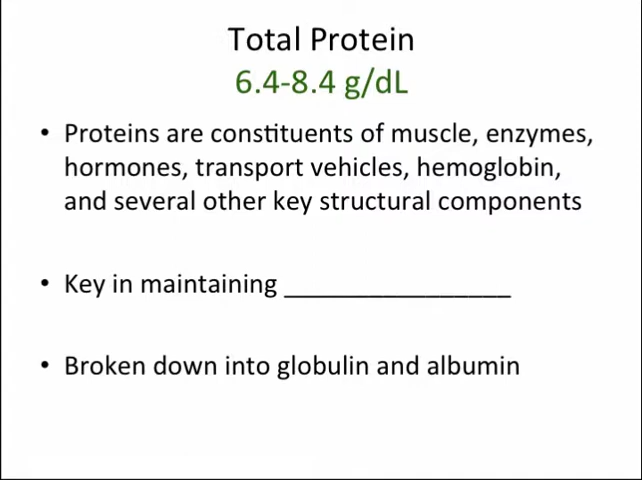 Total Protein
6.4-8.4 g/dL
• Proteins are constituents of muscle, enzymes,
hormones, transport vehicles, hemoglobin,
and several other key structural components
• Key in maintaining _________________
• Broken down into globulin and albumin